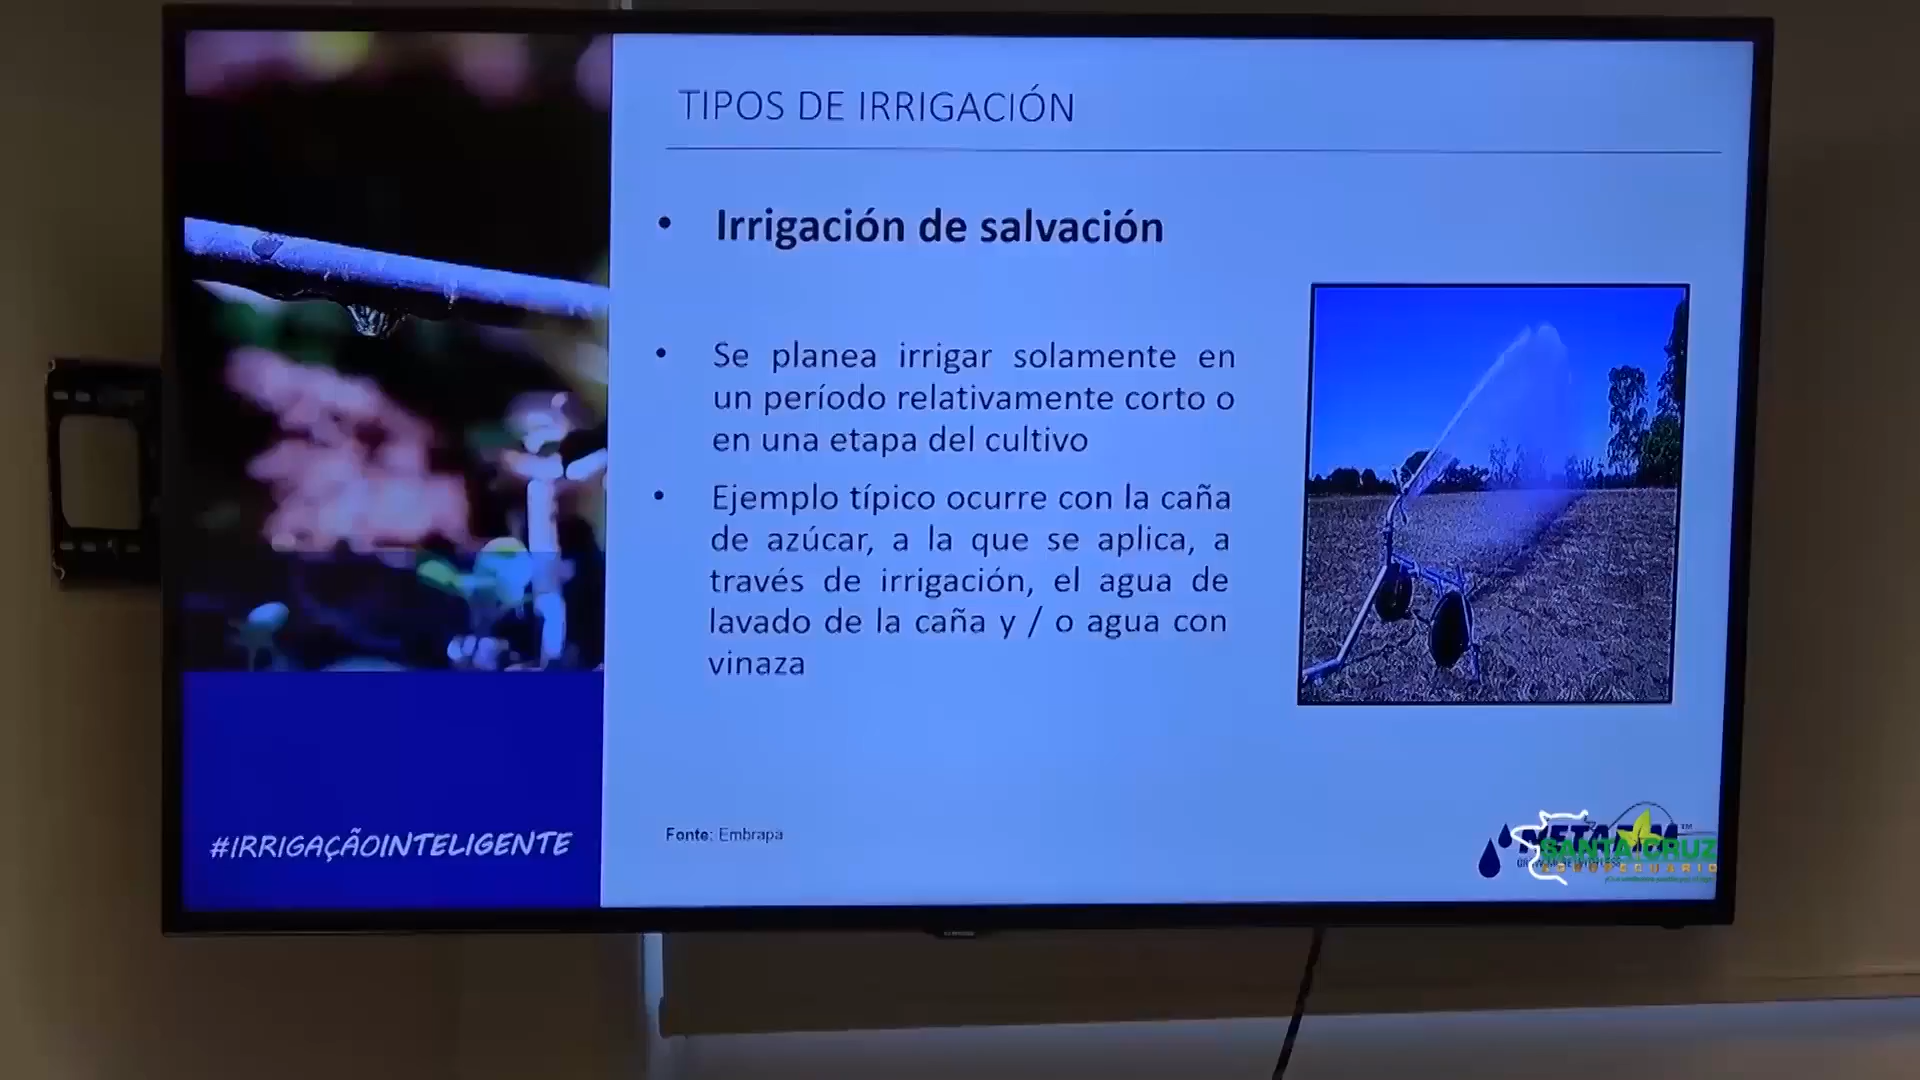 TIPOS DE IRRIGACIÓN
• Irrigación de salvación
• Se planea irrigar solamente en
un período relativamente corto o
en una etapa del cultivo
• Ejemplo típico ocurre con la caña
de azúcar, a la que se aplica, a
través de irrigación, el agua de
lavado de la caña y / o agua con
vinaza
#IRRIGAÇÃOINTELIGENTE
Fonte: Embrapa
NETAFIM™
SANTA CRUZ